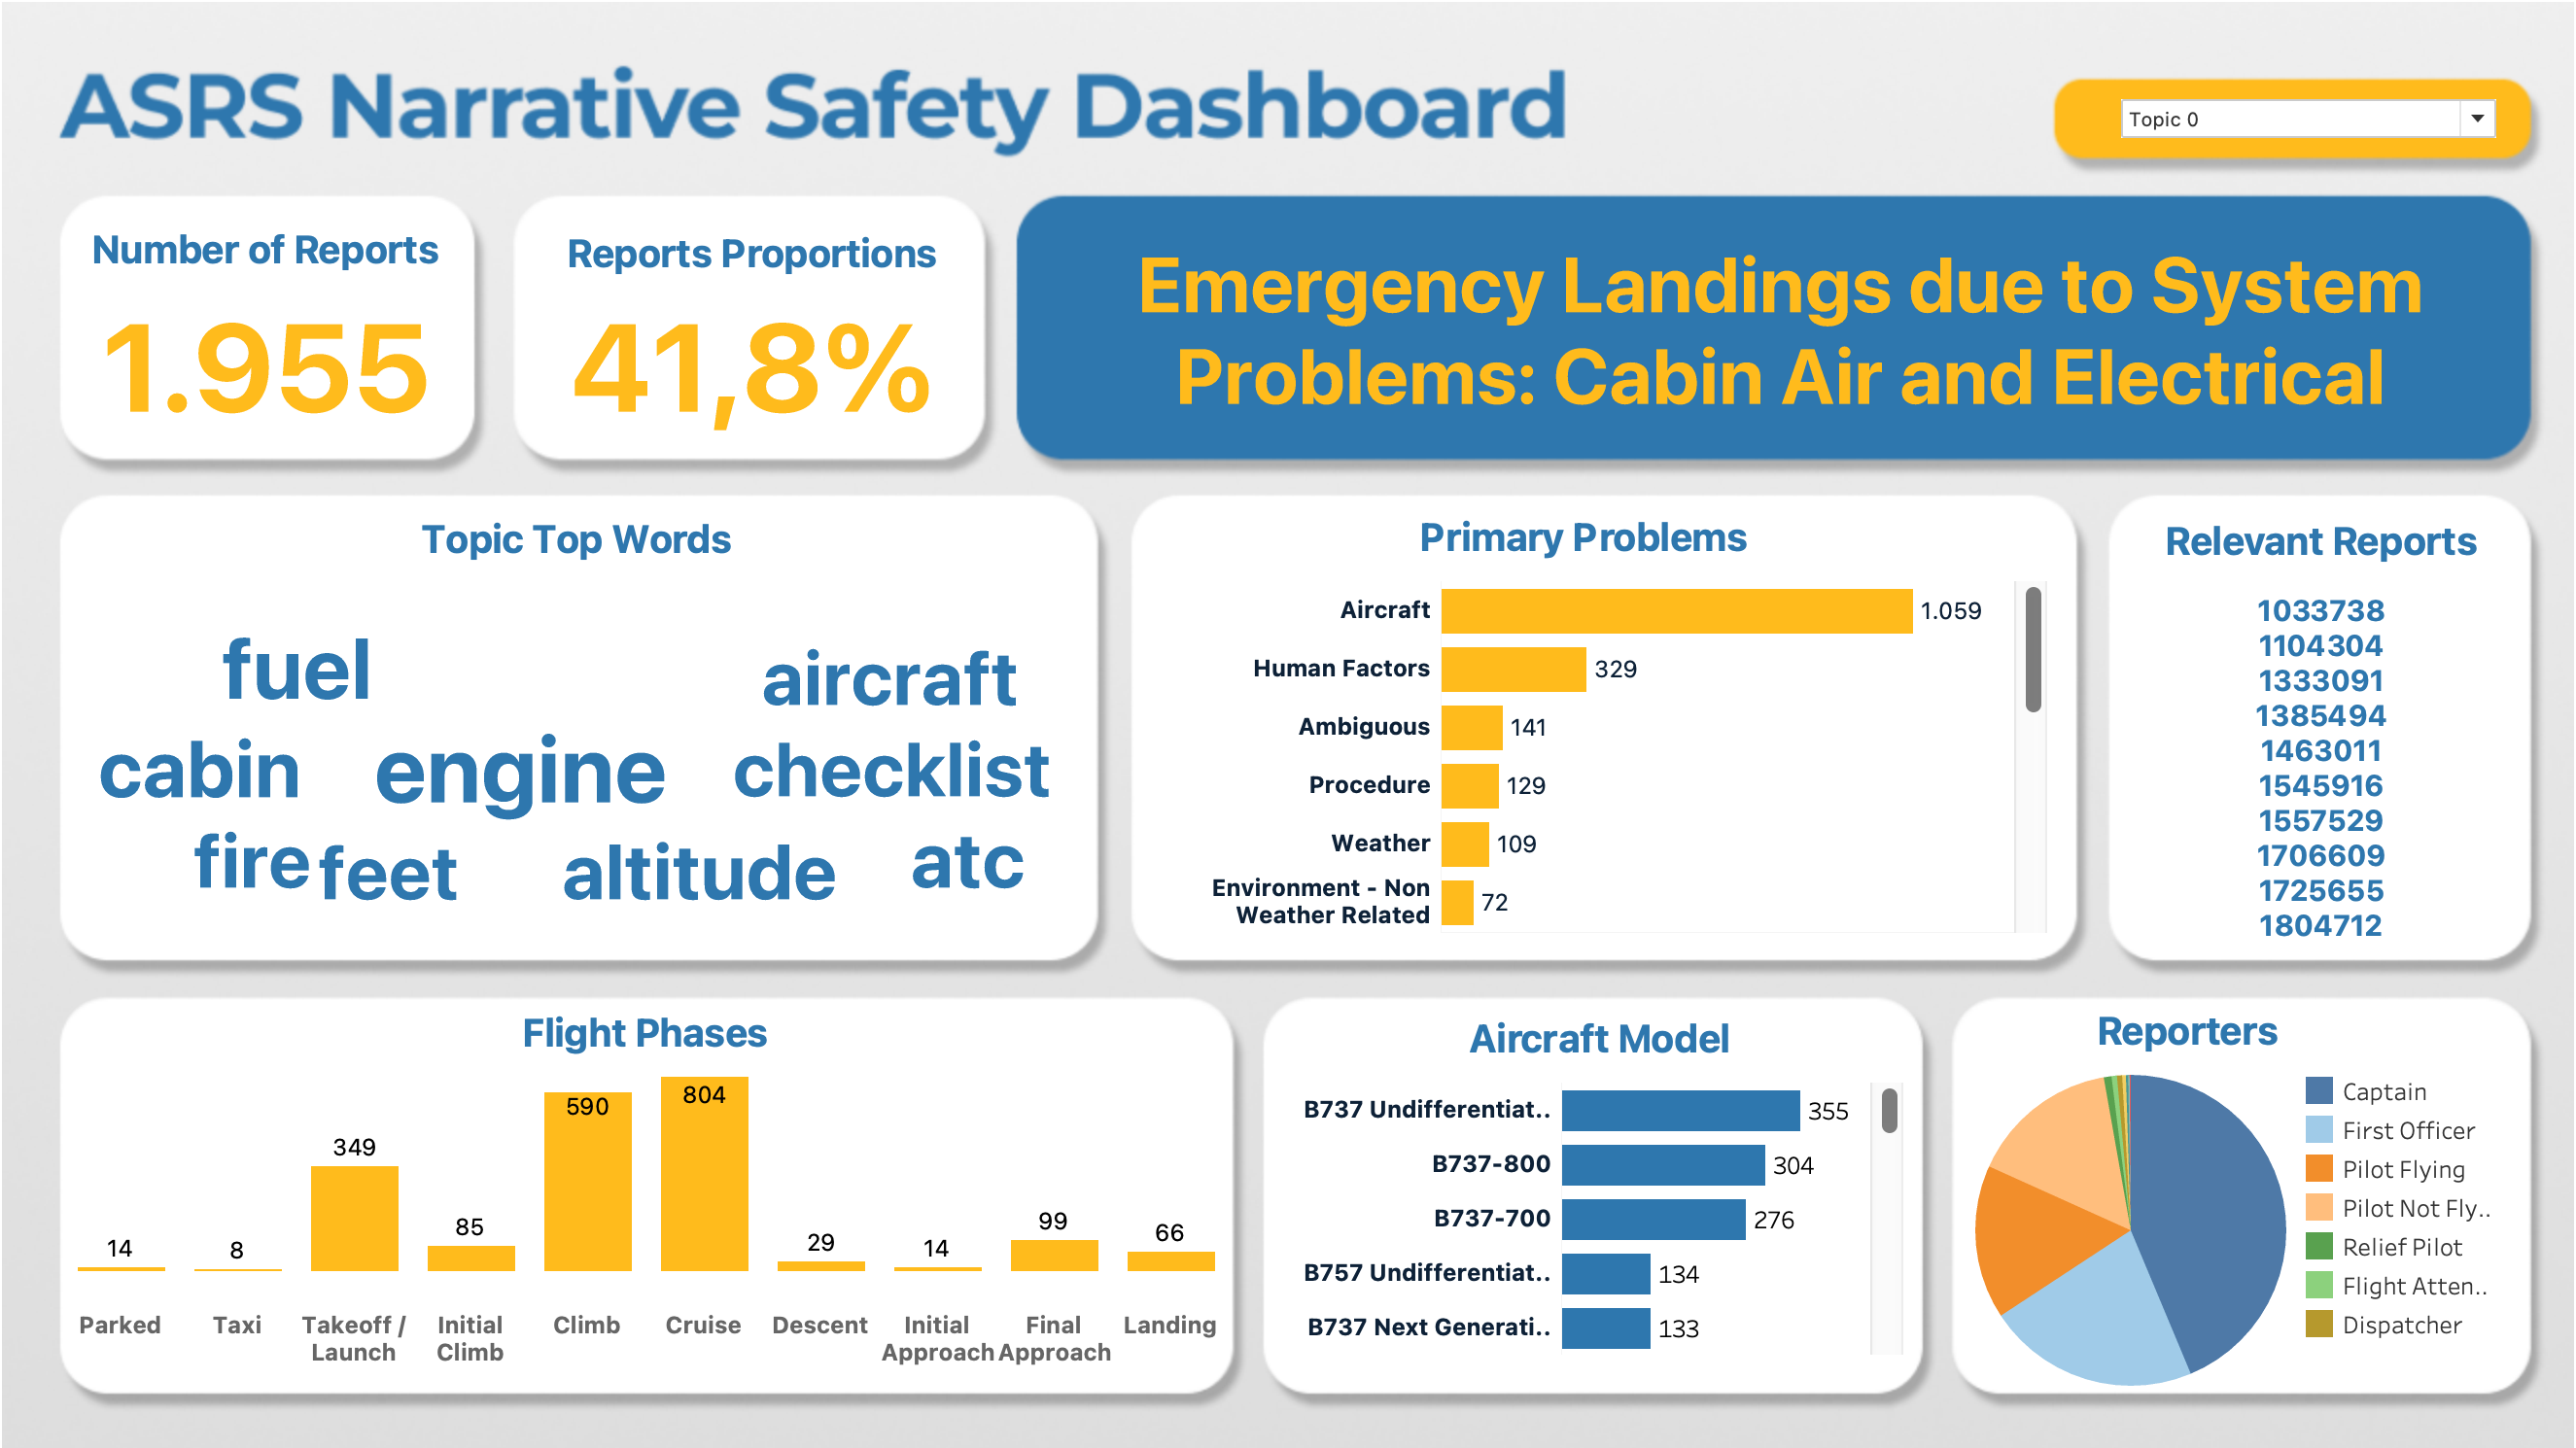 ASRS Narrative Safety Dashboard
Topic 0
Number of Reports
1.955
Reports Proportions
41,8%
Emergency Landings due to System
Problems: Cabin Air and Electrical
Topic Top Words
fuel
aircraft
cabin
engine
checklist
fire
feet
altitude
atc
Primary Problems
Aircraft 1.059
Human Factors 329
Ambiguous 141
Procedure 129
Weather 109
Environment - Non
Weather Related 72
Relevant Reports
1033738
1104304
1333091
1385494
1463011
1545916
1557529
1706609
1725655
1804712
Flight Phases
14 8 349 85 590 804 29 14 99 66
Parked Taxi Takeoff / Initial Climb Cruise Descent Initial Final Landing
Launch Climb Approach Approach
Aircraft Model
B737 Undifferentiat.. 355
B737-800 304
B737-700 276
B757 Undifferentiat.. 134
B737 Next Generati.. 133
Reporters
Captain
First Officer
Pilot Flying
Pilot Not Fly..
Relief Pilot
Flight Atten..
Dispatcher